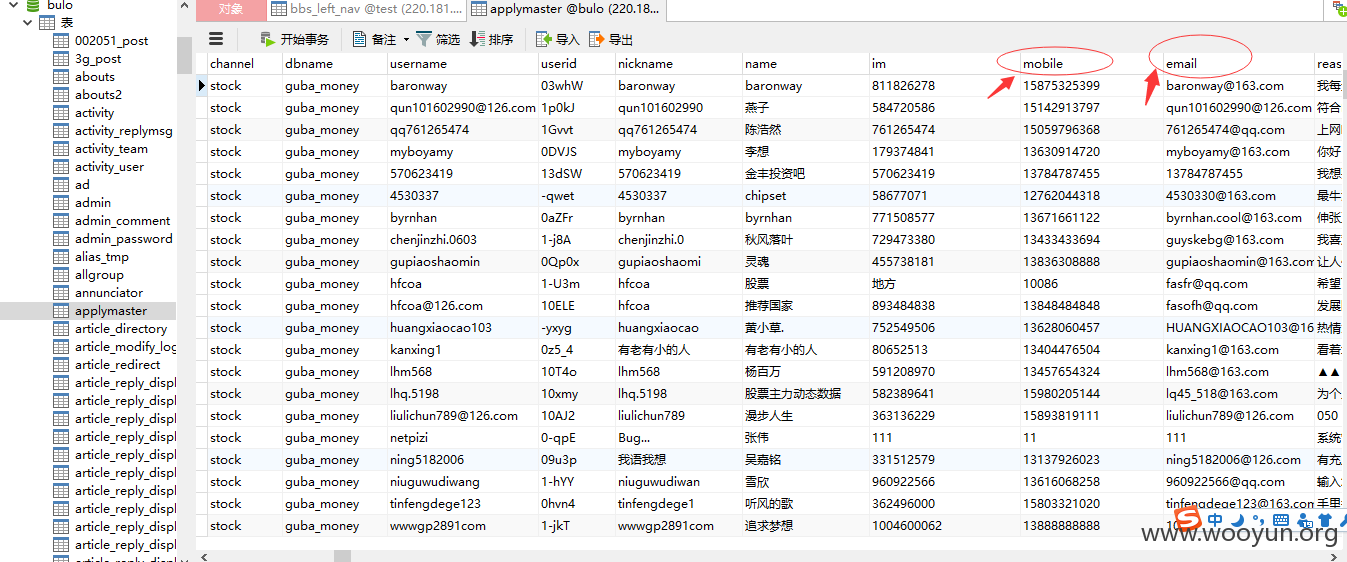 bulo 对象 bbs_left_nav @test (220.181.... applymaster @bulo (220.18...
表 开始事务 备注 筛选 排序 导入 导出
002051_post
3g_post
abouts
abouts2
activity
activity_replymsg
activity_team
activity_user
ad
admin
admin_comment
admin_password
alias_tmp
allgroup
annunciator
applymaster
article_directory
article_modify_log
article_redirect
article_reply_displ
article_reply_displ
article_reply_displ
article_reply_displ
article_reply_displ
article_reply_displ
article_reply_displ
article_reply_displ
article_reply_displ
article_reply_displ
channel dbname username userid nickname name im mobile email reas
stock guba_money baronway 03whW baronway baronway 811826278 15875325399 baronway@163.com 我每
stock guba_money qun101602990@126.com 1p0kJ qun101602990 燕子 584720586 15142913797 qun101602990@126.com 符合
stock guba_money qq761265474 1Gvvt qq761265474 陈浩然 761265474 15059796368 761265474@qq.com 上网
stock guba_money myboyamy 0DVJS myboyamy 李想 179374841 13630914720 myboyamy@163.com 你好
stock guba_money 570623419 13dSW 570623419 金丰投资吧 570623419 13784787455 13784787455 我想
stock guba_money 4530337 -qwet 4530337 chipset 58677071 12762044318 4530330@163.com 最牛
stock guba_money byrnhan 0aZFr byrnhan byrnhan 771508577 13671661122 byrnhan.cool@163.com 伸张
stock guba_money chenjinzhi.0603 1-j8A chenjinzhi.0 秋风落叶 729473380 13433433694 guyskebg@163.com 我喜
stock guba_money gupiaoshaomin 0Qp0x gupiaoshaomi 灵魂 455738181 13836308888 gupiaoshaomin@163.com 让人
stock guba_money hfcoa 1-U3m hfcoa 股票 地方 10086 fasfr@qq.com 希望
stock guba_money hfcoa@126.com 10ELE hfcoa 推荐国家 893484838 13848484848 fasofh@qq.com 发展
stock guba_money huangxiaocao103 -yxyg huangxiaocao 黄小草. 752549506 13628060457 HUANGXIAOCAO103@16 热情
stock guba_money kanxing1 0z5_4 有老有小的人 有老有小的人 80652513 13404476504 kanxing1@163.com 看着
stock guba_money lhm568 10T4o lhm568 杨百万 591208970 13457654324 lhm568@163.com ▲▲
stock guba_money lhq.5198 10xmy lhq.5198 股票主力动态数据 582389641 15980205144 lq45_518@163.com 为个
stock guba_money liulichun789@126.com 10AJ2 liulichun789 漫步人生 363136229 15893819111 liulichun789@126.com 050
stock guba_money netpizi 0-qpE Bug... 张伟 111 11 111 系统
stock guba_money ning5182006 09u3p 我语我想 吴嘉铭 331512579 13137926023 ning5182006@126.com 有充
stock guba_money niuguwudiwang 1-hYY niuguwudiwan 雪欣 960922566 13616068258 960922566@qq.com 输入
stock guba_money tinfengdege123 0hvn4 tinfengdege1 听风的歌 362496000 15803321020 tinfengdege123@163.com 手里
stock guba_money wwwgp2891com 1-jkT wwwgp2891com 追求梦想 1004600062 13888888888
中
www.wooyun.org